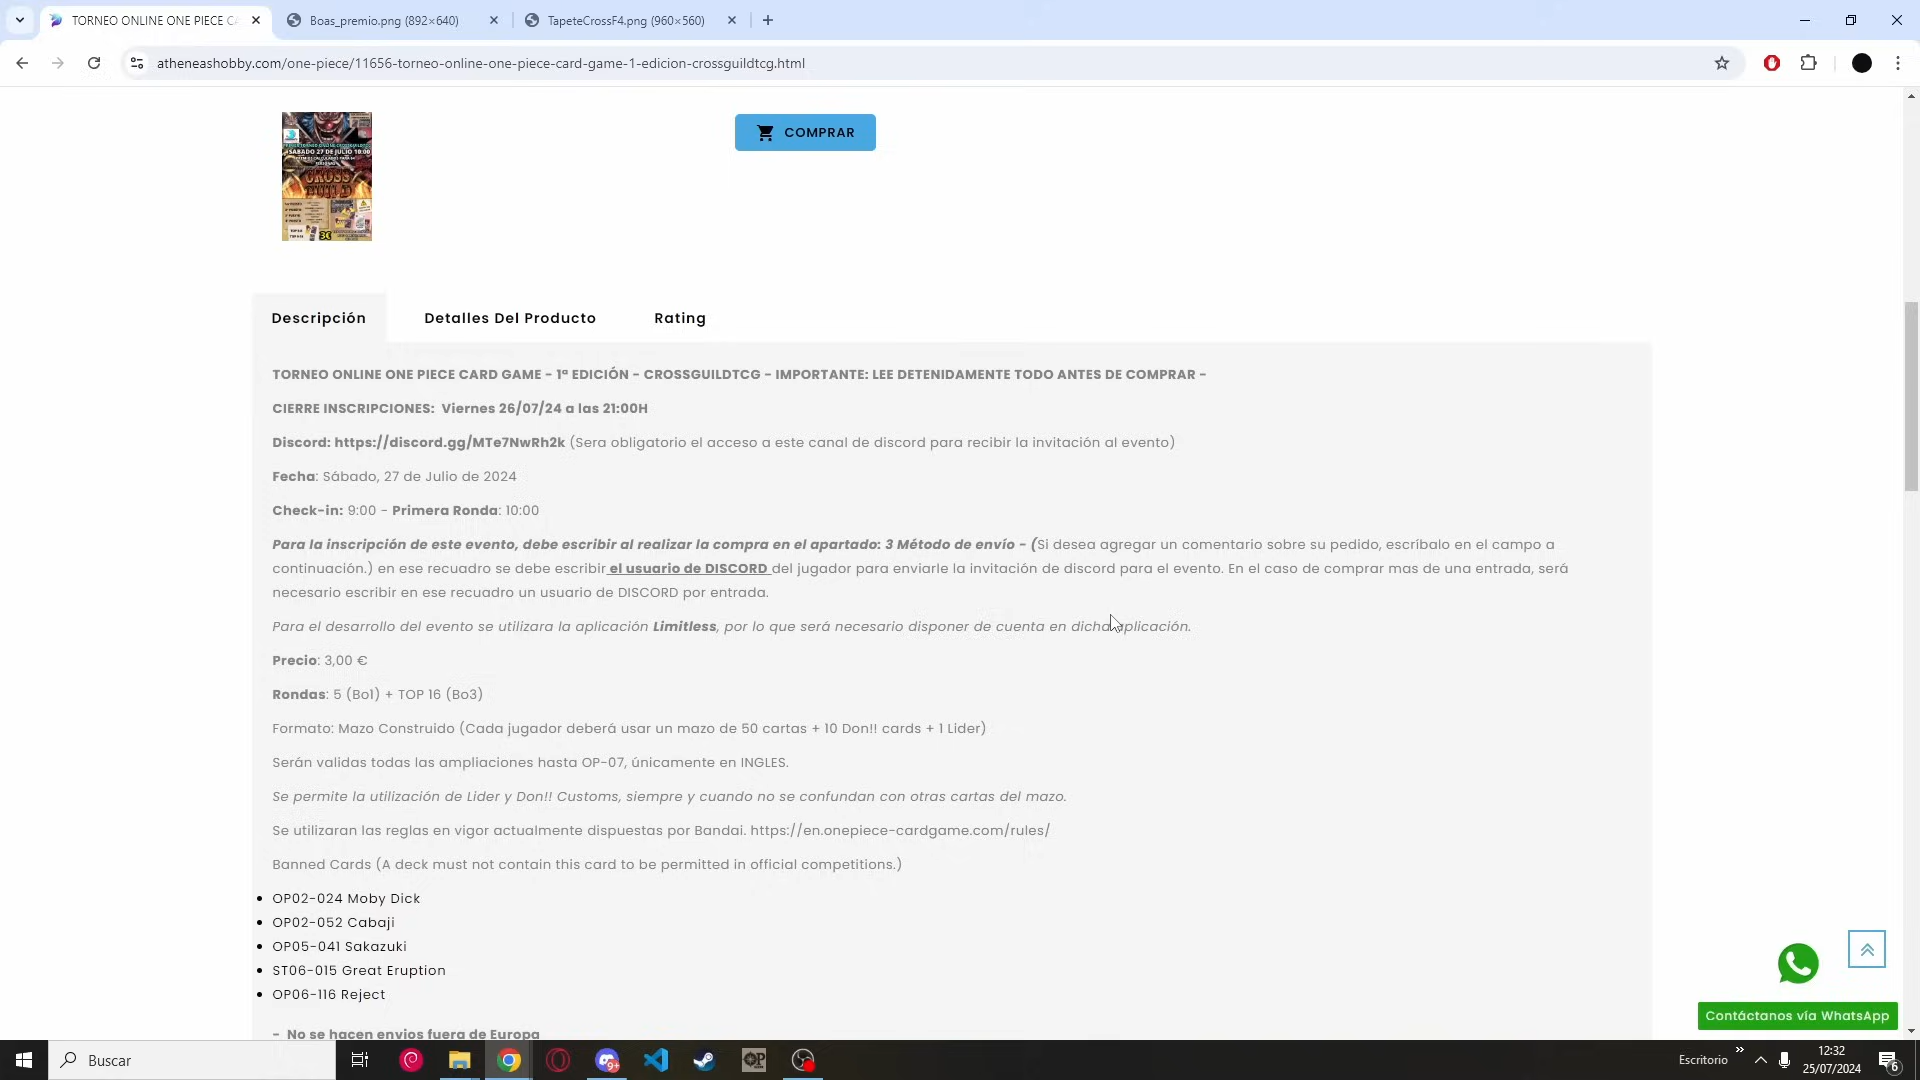 TORNEO ONLINE ONE PIECE CA
Boas_premio.png (892×640)
TapeteCrossF4.png (960×560)
atheneashobby.com/one-piece/11656-torneo-online-one-piece-card-game-1-edicion-crossguildtcg.html
SABADO 27 DE JULIO 10:00
CROSS
GUILD
3€
COMPRAR
Descripción
Detalles Del Producto
Rating
TORNEO ONLINE ONE PIECE CARD GAME - 1ª EDICIÓN - CROSSGUILDTCG - IMPORTANTE: LEE DETENIDAMENTE TODO ANTES DE COMPRAR -
CIERRE INSCRIPCIONES: Viernes 26/07/24 a las 21:00H
Discord: https://discord.gg/MTe7NwRh2k (Sera obligatorio el acceso a este canal de discord para recibir la invitación al evento)
Fecha: Sábado, 27 de Julio de 2024
Check-in: 9:00 - Primera Ronda: 10:00
Para la inscripción de este evento, debe escribir al realizar la compra en el apartado: 3 Método de envío - (Si desea agregar un comentario sobre su pedido, escríbalo en el campo a
continuación.) en ese recuadro se debe escribir el usuario de DISCORD del jugador para enviarle la invitación de discord para el evento. En el caso de comprar mas de una entrada, será
necesario escribir en ese recuadro un usuario de DISCORD por entrada.
Para el desarrollo del evento se utilizara la aplicación Limitless, por lo que será necesario disponer de cuenta en dicha aplicación.
Precio: 3,00 €
Rondas: 5 (Bo1) + TOP 16 (Bo3)
Formato: Mazo Construido (Cada jugador deberá usar un mazo de 50 cartas + 10 Don!! cards + 1 Lider)
Serán validas todas las ampliaciones hasta OP-07, únicamente en INGLES.
Se permite la utilización de Lider y Don!! Customs, siempre y cuando no se confundan con otras cartas del mazo.
Se utilizaran las reglas en vigor actualmente dispuestas por Bandai. https://en.onepiece-cardgame.com/rules/
Banned Cards (A deck must not contain this card to be permitted in official competitions.)
OP02-024 Moby Dick
OP02-052 Cabaji
OP05-041 Sakazuki
ST06-015 Great Eruption
OP06-116 Reject
- No se hacen envios fuera de Europa
Contáctanos vía WhatsApp
Buscar
9+
OP
Escritorio
12:32
25/07/2024
6